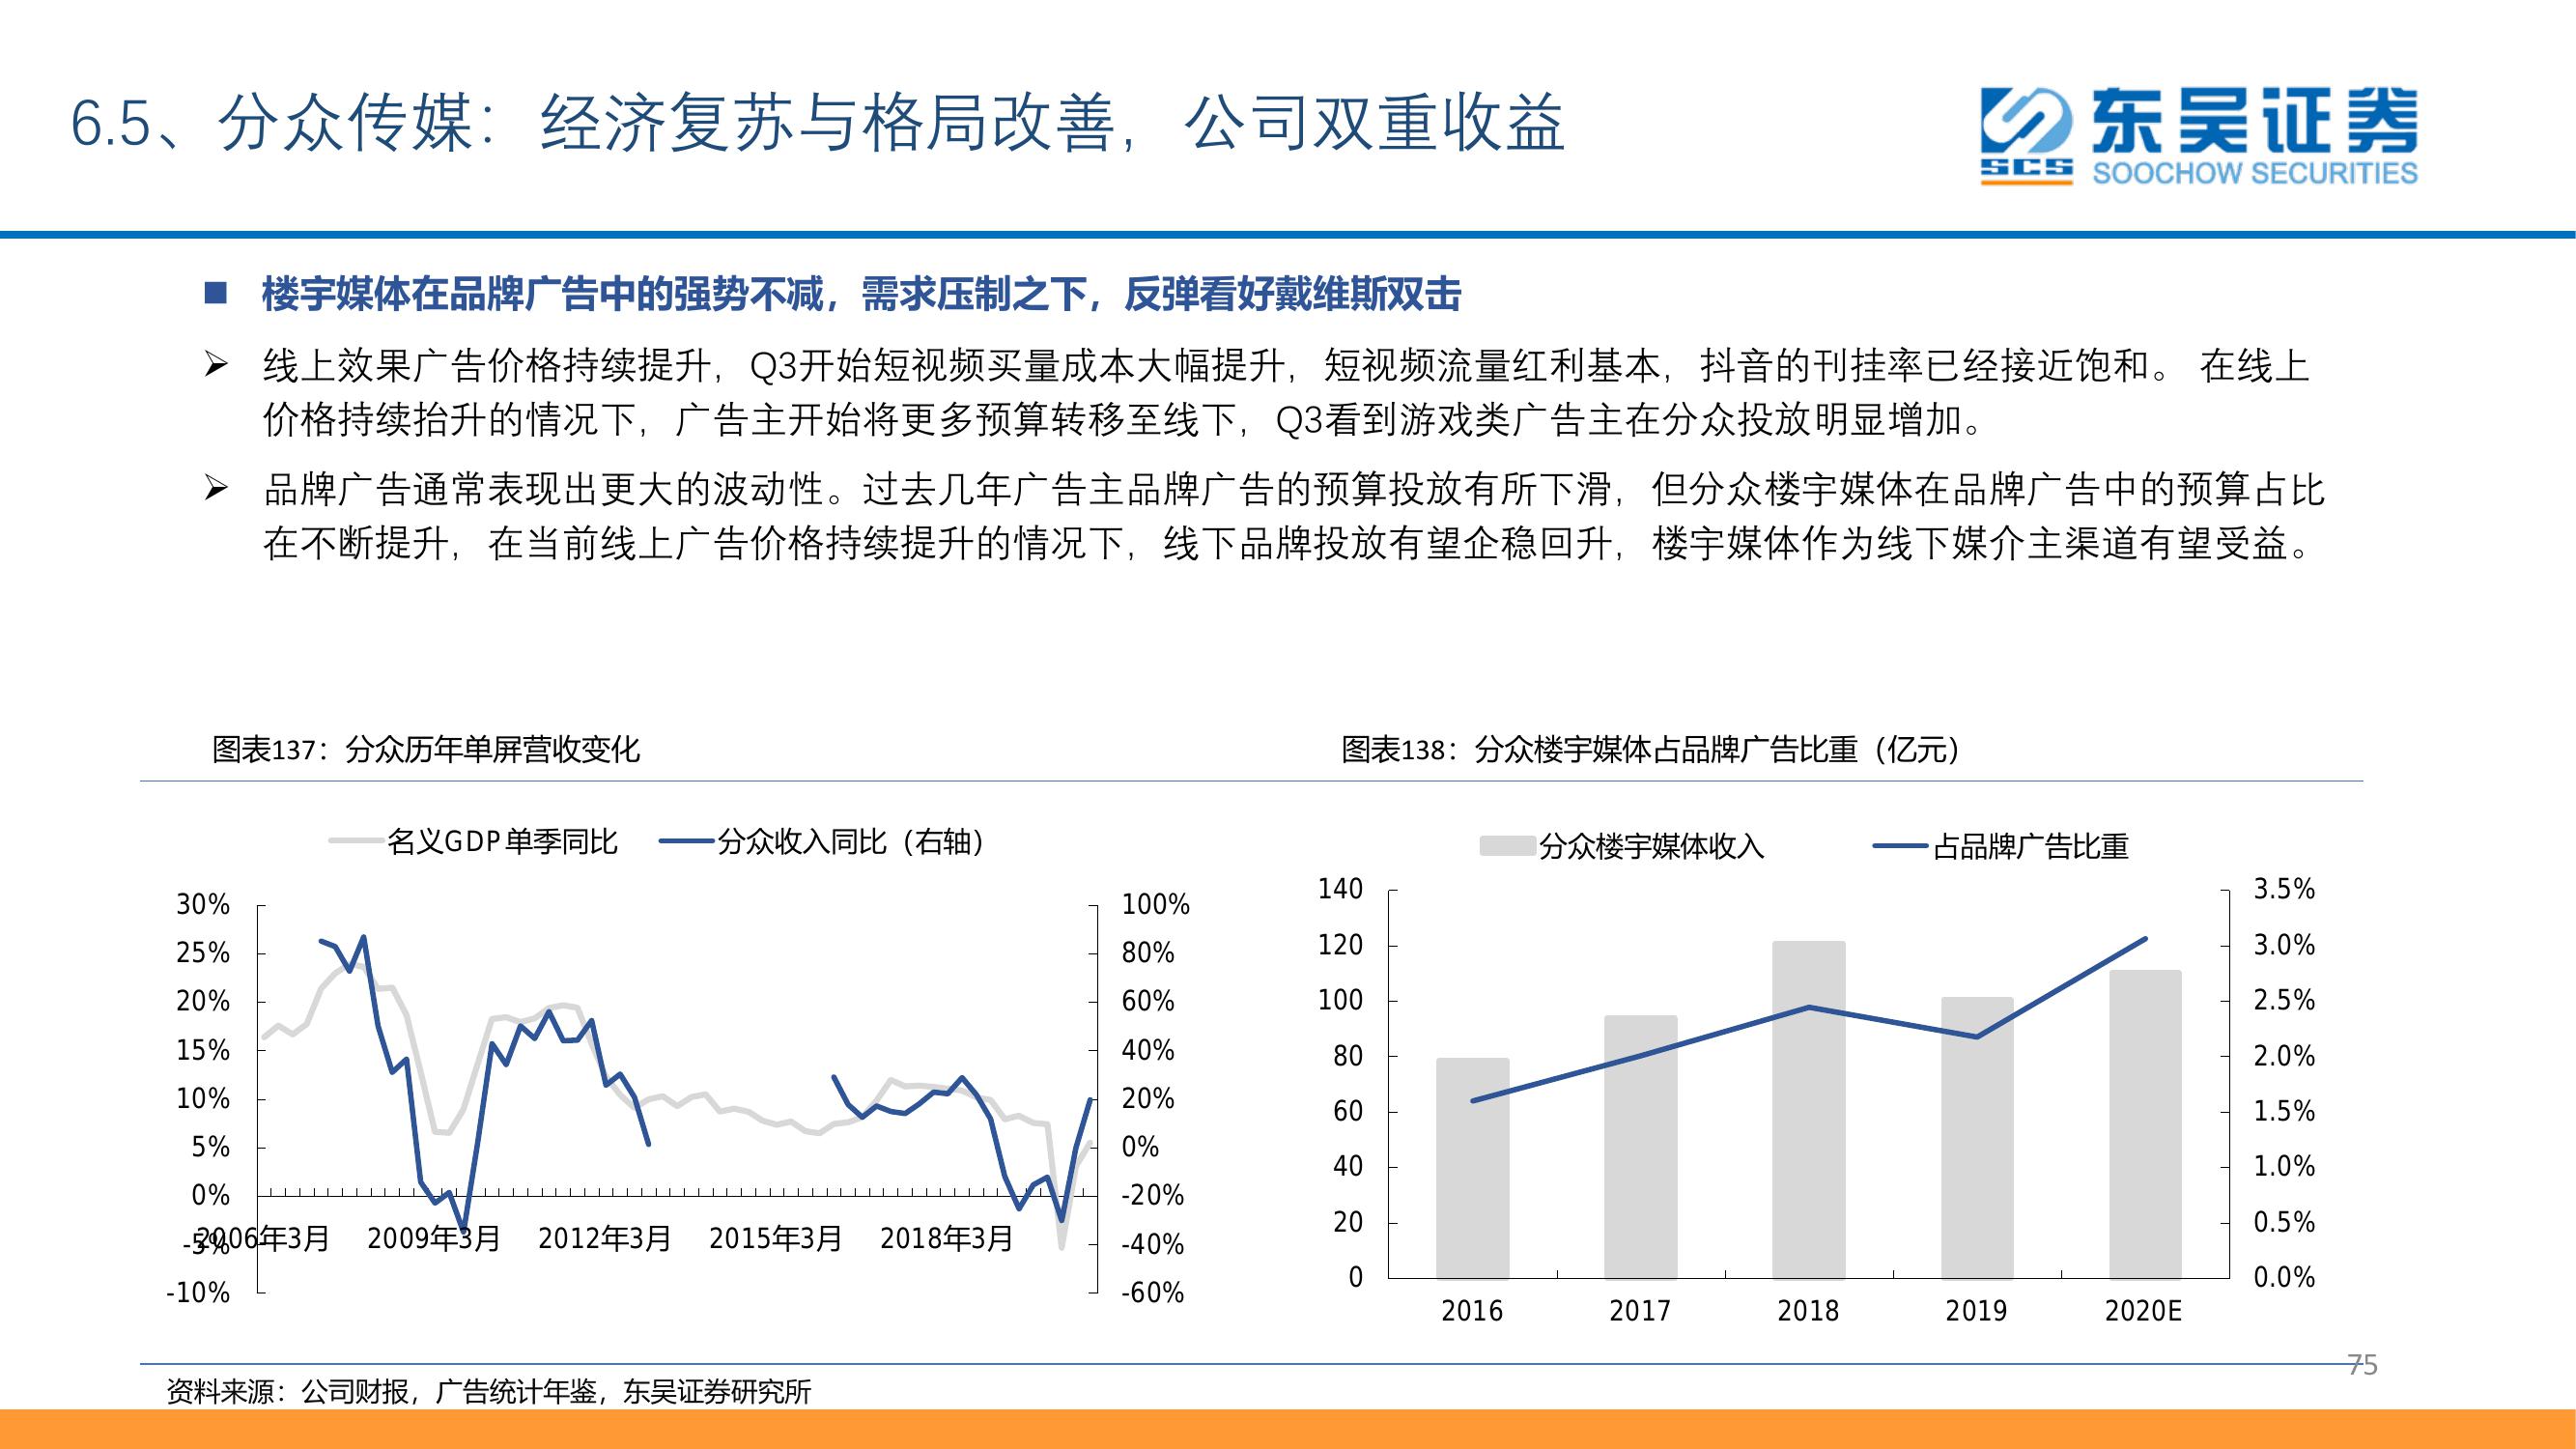 6.5、分众传媒：经济复苏与格局改善，公司双重收益
东吴证券
SCS
SOOCHOW SECURITIES
■ 楼宇媒体在品牌广告中的强势不减，需求压制之下，反弹看好戴维斯双击
➢ 线上效果广告价格持续提升，Q3开始短视频买量成本大幅提升，短视频流量红利基本，抖音的刊挂率已经接近饱和。 在线上
价格持续抬升的情况下，广告主开始将更多预算转移至线下，Q3看到游戏类广告主在分众投放明显增加。
➢ 品牌广告通常表现出更大的波动性。过去几年广告主品牌广告的预算投放有所下滑，但分众楼宇媒体在品牌广告中的预算占比
在不断提升，在当前线上广告价格持续提升的情况下，线下品牌投放有望企稳回升，楼宇媒体作为线下媒介主渠道有望受益。
图表137：分众历年单屏营收变化
名义GDP单季同比 分众收入同比（右轴）
30% 100%
25% 80%
20% 60%
15% 40%
10% 20%
5% 0%
0% -20%
-5% -40%
-10% -60%
2006年3月 2009年3月 2012年3月 2015年3月 2018年3月
图表138：分众楼宇媒体占品牌广告比重（亿元）
分众楼宇媒体收入 占品牌广告比重
140 3.5%
120 3.0%
100 2.5%
80 2.0%
60 1.5%
40 1.0%
20 0.5%
0 0.0%
2016 2017 2018 2019 2020E
资料来源：公司财报，广告统计年鉴，东吴证券研究所
75